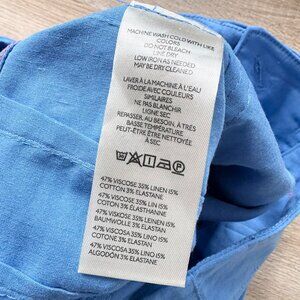 MACHINE WASH COLD WITH LIKE
COLORS
DO NOT BLEACH
LINE DRY
LOW IRON AS NEEDED
MAY BE DRY CLEANED
LAVER À LA MACHINE À L'EAU
FROIDE AVEC COULEURS
SIMILAIRES
NE PAS BLANCHIR
LIGNE SEC
REPASSER, AU BESOIN, À TRÈS
BASSE TEMPÉRATURE
PEUT-ÊTRE ÊTRE NETTOYÉ
À SEC
47% VISCOSE 35% LINEN 15%
COTTON 3% ELASTANE
47% VISCOSE 35% LIN 15%
COTON 3% ELASTHANNE
47% VISKOSE 35% LEINEN 15%
BAUMWOLLE 3% ELASTAN
47% VISCOSA 35% LINO 15%
COTONE 3% ELASTANE
47% VISCOSA 35% LINO 15%
ALGODÓN 3% ELASTANE